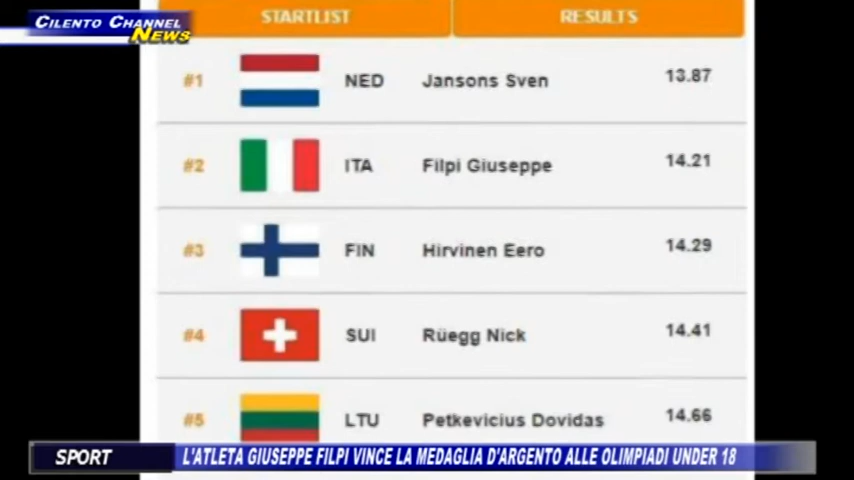 CILENTO CHANNEL
NEWS
STARTLIST RESULTS
#1 NED Jansons Sven 13.87
#2 ITA Filpi Giuseppe 14.21
#3 FIN Hirvinen Eero 14.29
#4 SUI Rüegg Nick 14.41
#5 LTU Petkevicius Dovidas 14.66
SPORT L'ATLETA GIUSEPPE FILPI VINCE LA MEDAGLIA D'ARGENTO ALLE OLIMPIADI UNDER 18